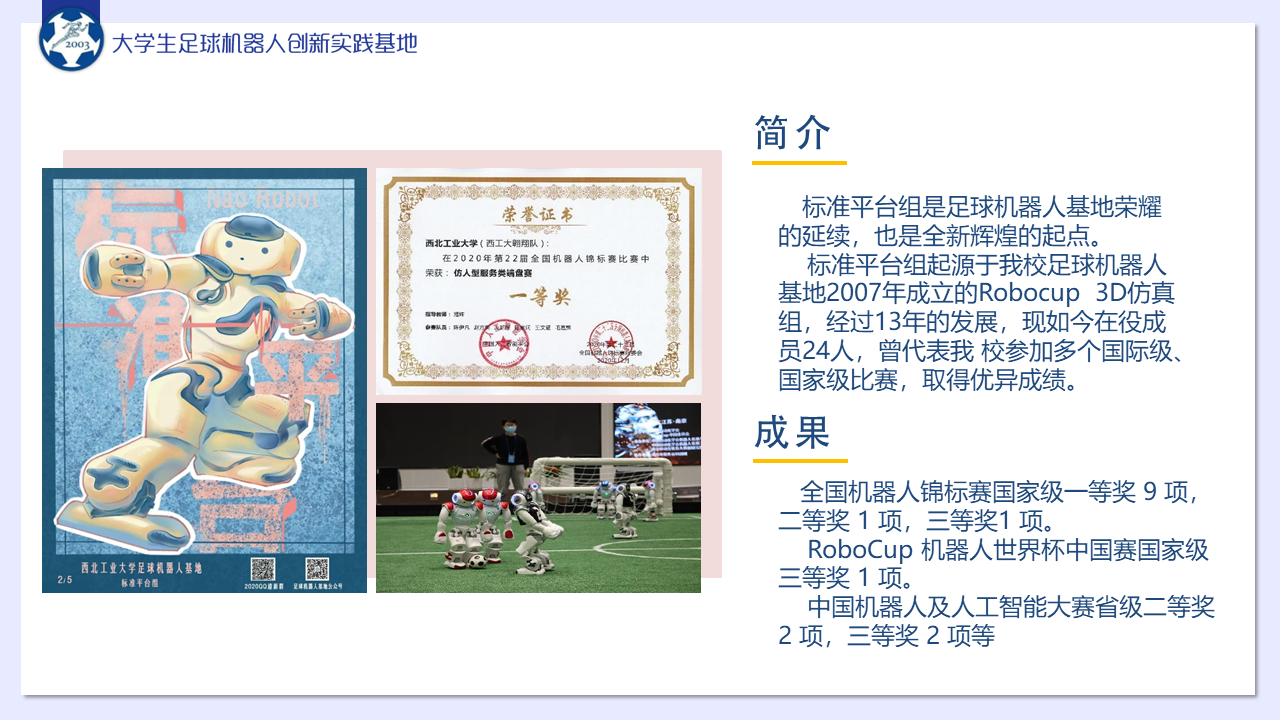 2003
大学生足球机器人创新实践基地
Nao Robot
标准平台
西北工业大学足球机器人基地
标准平台组
2/5
2020QQ迎新群
足球机器人基地公众号
荣誉证书
西北工业大学（西工大翱翔队）：
在2020年第22届全国机器人锦标赛比赛中
荣获：仿人型服务类端盘赛
一等奖
指导教师：
参赛队员：陈伊凡
2020年12月
简介
标准平台组是足球机器人基地荣耀
的延续，也是全新辉煌的起点。
标准平台组起源于我校足球机器人
基地2007年成立的Robocup 3D仿真
组，经过13年的发展，现如今在役成
员24人，曾代表我 校参加多个国际级、
国家级比赛，取得优异成绩。
成果
全国机器人锦标赛国家级一等奖 9 项，
二等奖 1 项，三等奖1 项。
RoboCup 机器人世界杯中国赛国家级
三等奖 1 项。
中国机器人及人工智能大赛省级二等奖
2 项，三等奖 2 项等